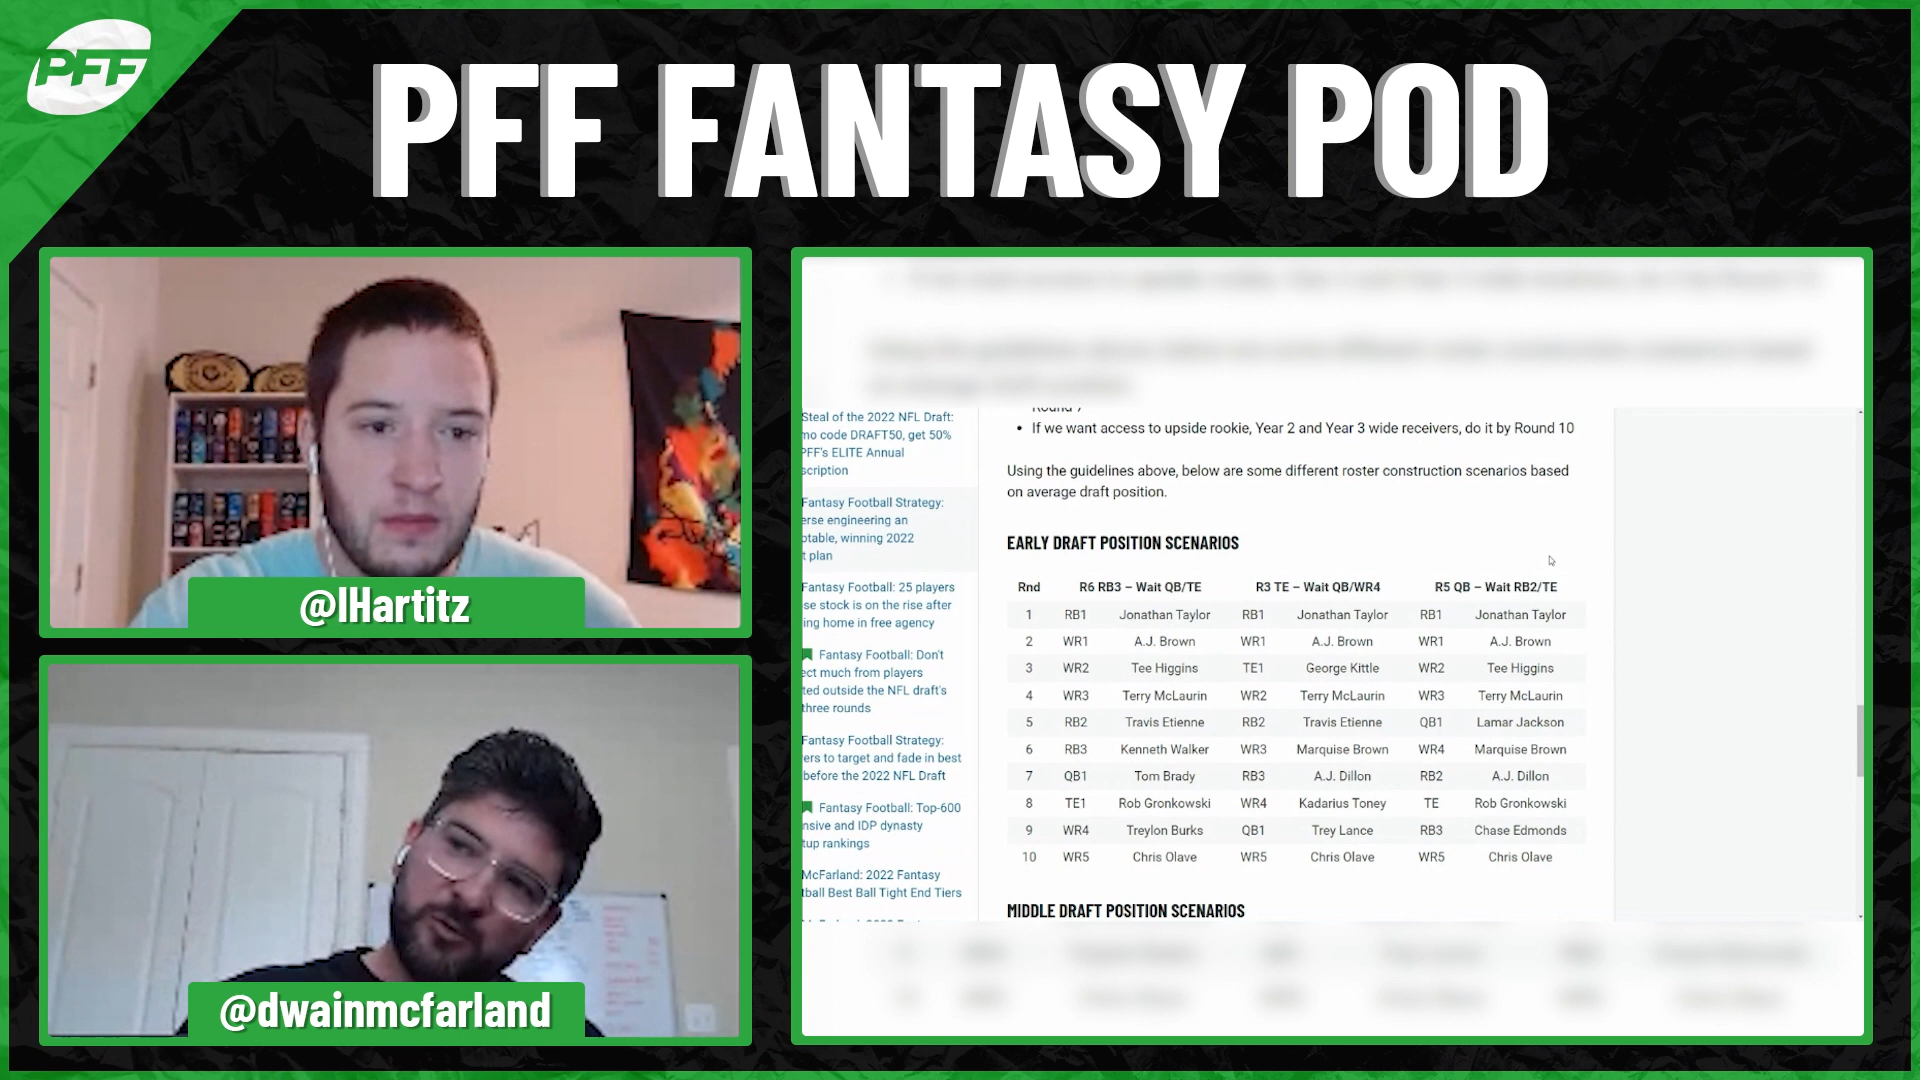 PFF
PFF FANTASY POD
@IHartitz
@dwainmcfarland
Steal of the 2022 NFL Draft:
mo code DRAFT50, get 50%
PFF's ELITE Annual
scription
Fantasy Football Strategy:
erse engineering an
ptable, winning 2022
t plan
Fantasy Football: 25 players
se stock is on the rise after
ing home in free agency
Fantasy Football: Don't
ect much from players
ted outside the NFL draft's
three rounds
Fantasy Football Strategy:
ers to target and fade in best
before the 2022 NFL Draft
Fantasy Football: Top-600
nsive and IDP dynasty
tup rankings
McFarland: 2022 Fantasy
tball Best Ball Tight End Tiers
Round 7
• If we want access to upside rookie, Year 2 and Year 3 wide receivers, do it by Round 10
Using the guidelines above, below are some different roster construction scenarios based
on average draft position.
EARLY DRAFT POSITION SCENARIOS
Rnd R6 RB3 – Wait QB/TE R3 TE – Wait QB/WR4 R5 QB – Wait RB2/TE
1 RB1 Jonathan Taylor RB1 Jonathan Taylor RB1 Jonathan Taylor
2 WR1 A.J. Brown WR1 A.J. Brown WR1 A.J. Brown
3 WR2 Tee Higgins TE1 George Kittle WR2 Tee Higgins
4 WR3 Terry McLaurin WR2 Terry McLaurin WR3 Terry McLaurin
5 RB2 Travis Etienne RB2 Travis Etienne QB1 Lamar Jackson
6 RB3 Kenneth Walker WR3 Marquise Brown WR4 Marquise Brown
7 QB1 Tom Brady RB3 A.J. Dillon RB2 A.J. Dillon
8 TE1 Rob Gronkowski WR4 Kadarius Toney TE Rob Gronkowski
9 WR4 Treylon Burks QB1 Trey Lance RB3 Chase Edmonds
10 WR5 Chris Olave WR5 Chris Olave WR5 Chris Olave
MIDDLE DRAFT POSITION SCENARIOS